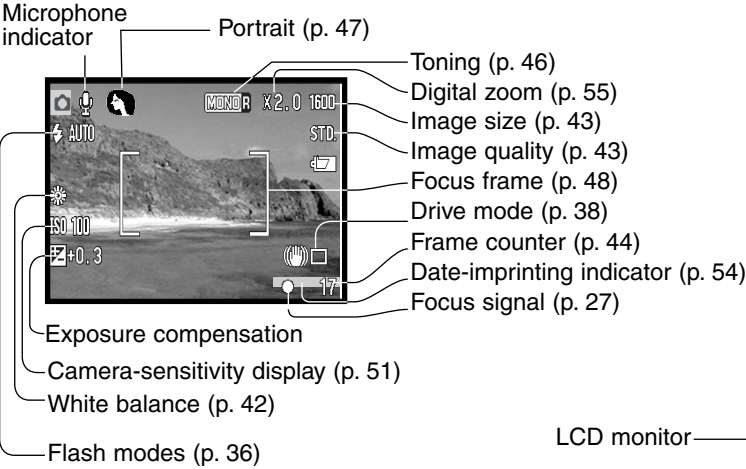 Microphone
indicator
Portrait (p. 47)
Toning (p. 46)
Digital zoom (p. 55)
Image size (p. 43)
Image quality (p. 43)
Focus frame (p. 48)
Drive mode (p. 38)
Frame counter (p. 44)
Date-imprinting indicator (p. 54)
Focus signal (p. 27)
MONO R X2.0 1600
AUTO STD.
ISO 100
+0.3
17
Exposure compensation
Camera-sensitivity display (p. 51)
White balance (p. 42)
Flash modes (p. 36)
LCD monitor